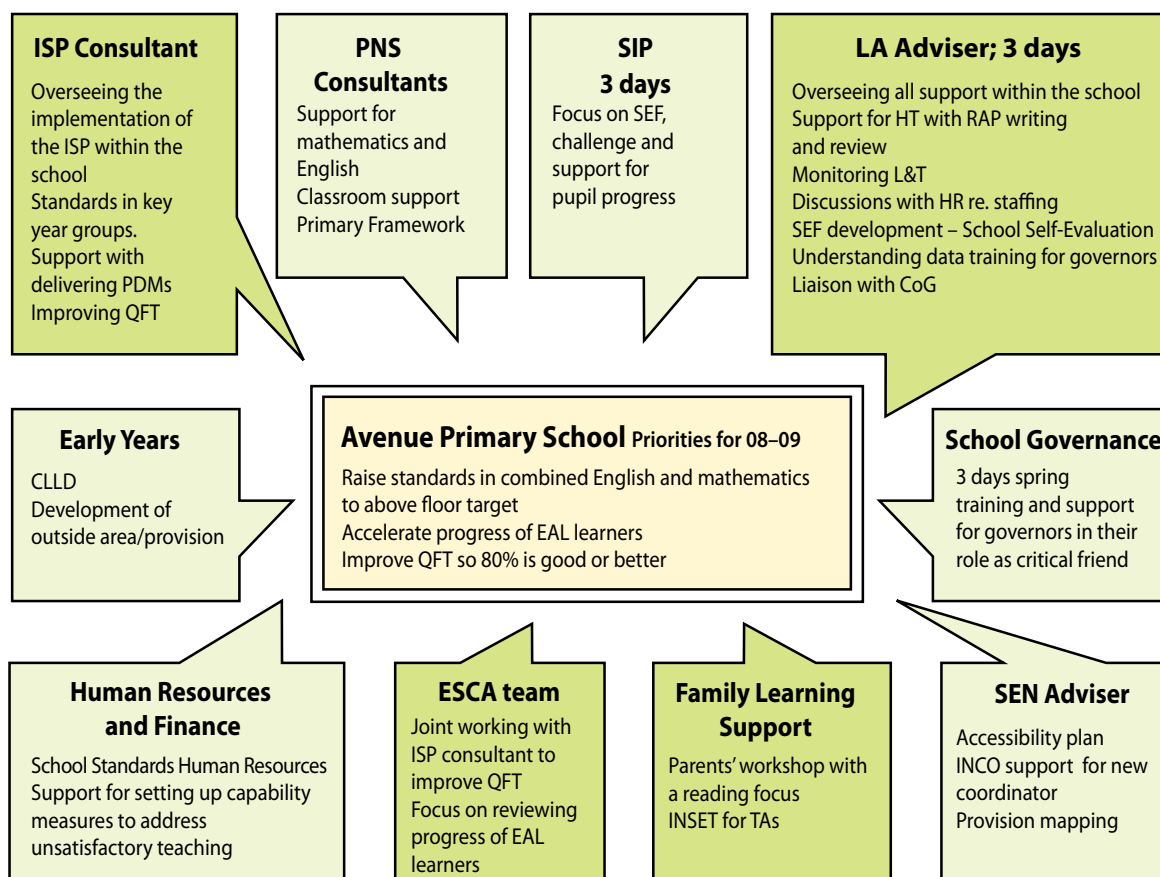 ISP Consultant
Overseeing the
implementation of
the ISP within the
school
Standards in key
year groups.
Support with
delivering PDMs
Improving QFT
PNS
Consultants
Support for
mathematics and
English
Classroom support
Primary Framework
SIP
3 days
Focus on SEF,
challenge and
support for
pupil progress
LA Adviser; 3 days
Overseeing all support within the school
Support for HT with RAP writing
and review
Monitoring L&T
Discussions with HR re. staffing
SEF development – School Self-Evaluation
Understanding data training for governors
Liaison with CoG
Early Years
CLLD
Development of
outside area/provision
Avenue Primary School Priorities for 08–09
Raise standards in combined English and mathematics
to above floor target
Accelerate progress of EAL learners
Improve QFT so 80% is good or better
School Governance
3 days spring
training and support
for governors in their
role as critical friend
Human Resources
and Finance
School Standards Human Resources
Support for setting up capability
measures to address
unsatisfactory teaching
ESCA team
Joint working with
ISP consultant to
improve QFT
Focus on reviewing
progress of EAL
learners
Family Learning
Support
Parents' workshop with
a reading focus
INSET for TAs
SEN Adviser
Accessibility plan
INCO support for new
coordinator
Provision mapping